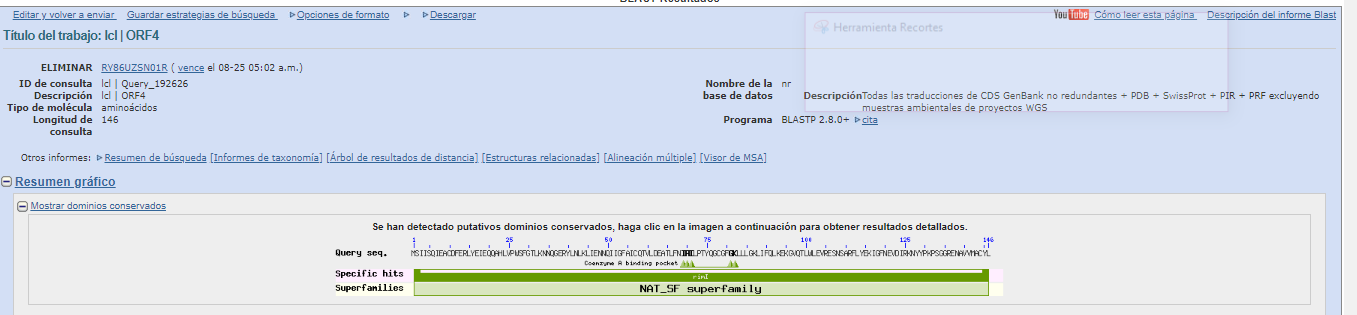 BLAST Resultados
Editar y volver a enviar Guardar estrategias de búsqueda Opciones de formato Descargar
YouTube Cómo leer esta página Descripción del informe Blast
Herramienta Recortes
Título del trabajo: lcl | ORF4
ELIMINAR RY86UZSN01R ( vence el 08-25 05:02 a.m.)
ID de consulta lcl | Query_192626
Descripción lcl | ORF4
Tipo de molécula aminoácidos
Longitud de consulta 146
Nombre de la base de datos nr
Descripción Todas las traducciones de CDS GenBank no redundantes + PDB + SwissProt + PIR + PRF excluyendo
muestras ambientales de proyectos WGS
Programa BLASTP 2.8.0+ cita
Otros informes: Resumen de búsqueda [Informes de taxonomía] [Árbol de resultados de distancia] [Estructuras relacionadas] [Alineación múltiple] [Visor de MSA]
Resumen gráfico
Mostrar dominios conservados
Se han detectado putativos dominios conservados, haga clic en la imagen a continuación para obtener resultados detallados.
1 25 50 75 100 125 146
Query seq.
Coenzyme A binding pocket
Specific hits rimI
Superfamilies NAT_SF superfamily